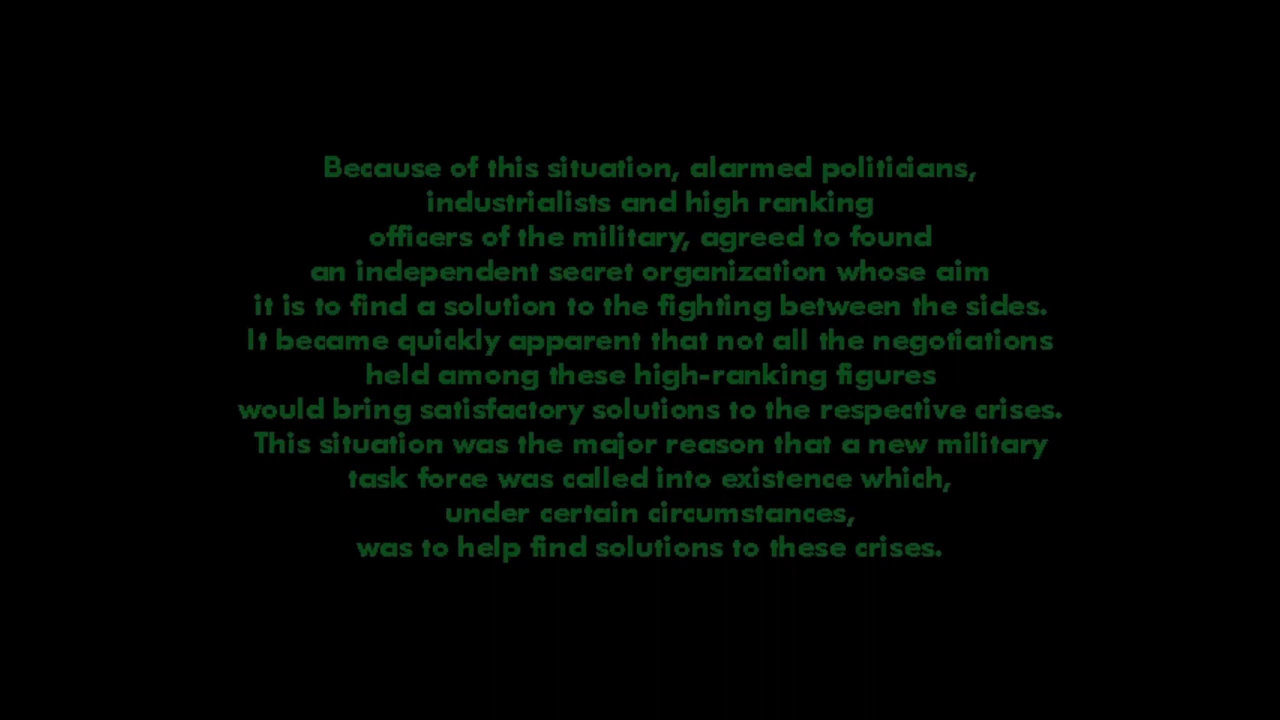 Because of this situation, alarmed politicians,
industrialists and high ranking
officers of the military, agreed to found
an independent secret organization whose aim
it is to find a solution to the fighting between the sides.
It became quickly apparent that not all the negotiations
held among these high-ranking figures
would bring satisfactory solutions to the respective crises.
This situation was the major reason that a new military
task force was called into existence which,
under certain circumstances,
was to help find solutions to these crises.